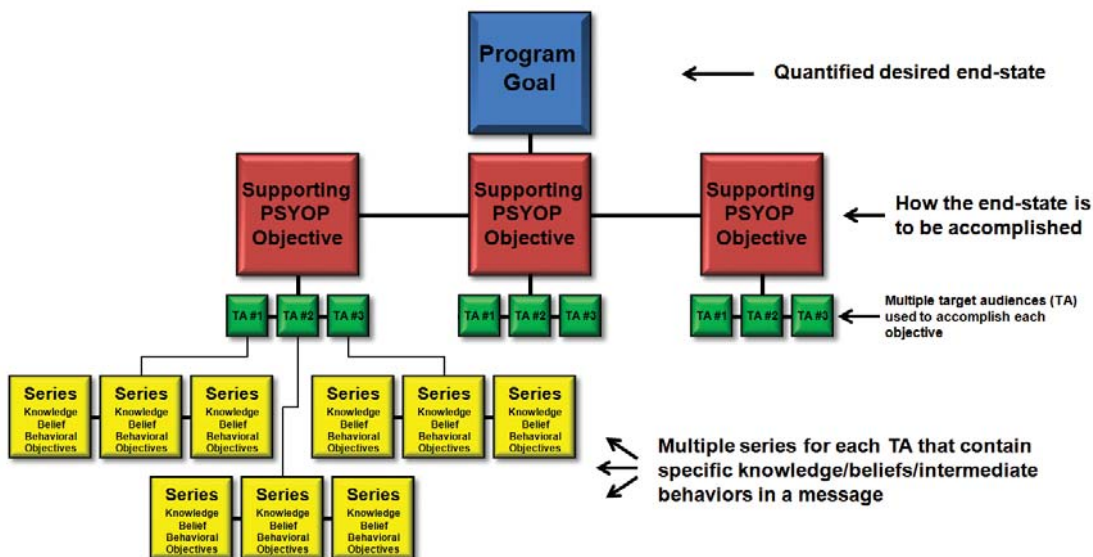 Program
Goal
Quantified desired end-state
Supporting
PSYOP
Objective
Supporting
PSYOP
Objective
Supporting
PSYOP
Objective
How the end-state is
to be accomplished
TA #1
TA #2
TA #3
TA #1
TA #2
TA #3
TA #1
TA #2
TA #3
Multiple target audiences (TA)
used to accomplish each
objective
Series
Knowledge
Belief
Behavioral
Objectives
Series
Knowledge
Belief
Behavioral
Objectives
Series
Knowledge
Belief
Behavioral
Objectives
Series
Knowledge
Belief
Behavioral
Objectives
Series
Knowledge
Belief
Behavioral
Objectives
Series
Knowledge
Belief
Behavioral
Objectives
Multiple series for each TA that contain
specific knowledge/beliefs/intermediate
behaviors in a message
Series
Knowledge
Belief
Behavioral
Objectives
Series
Knowledge
Belief
Behavioral
Objectives
Series
Knowledge
Belief
Behavioral
Objectives